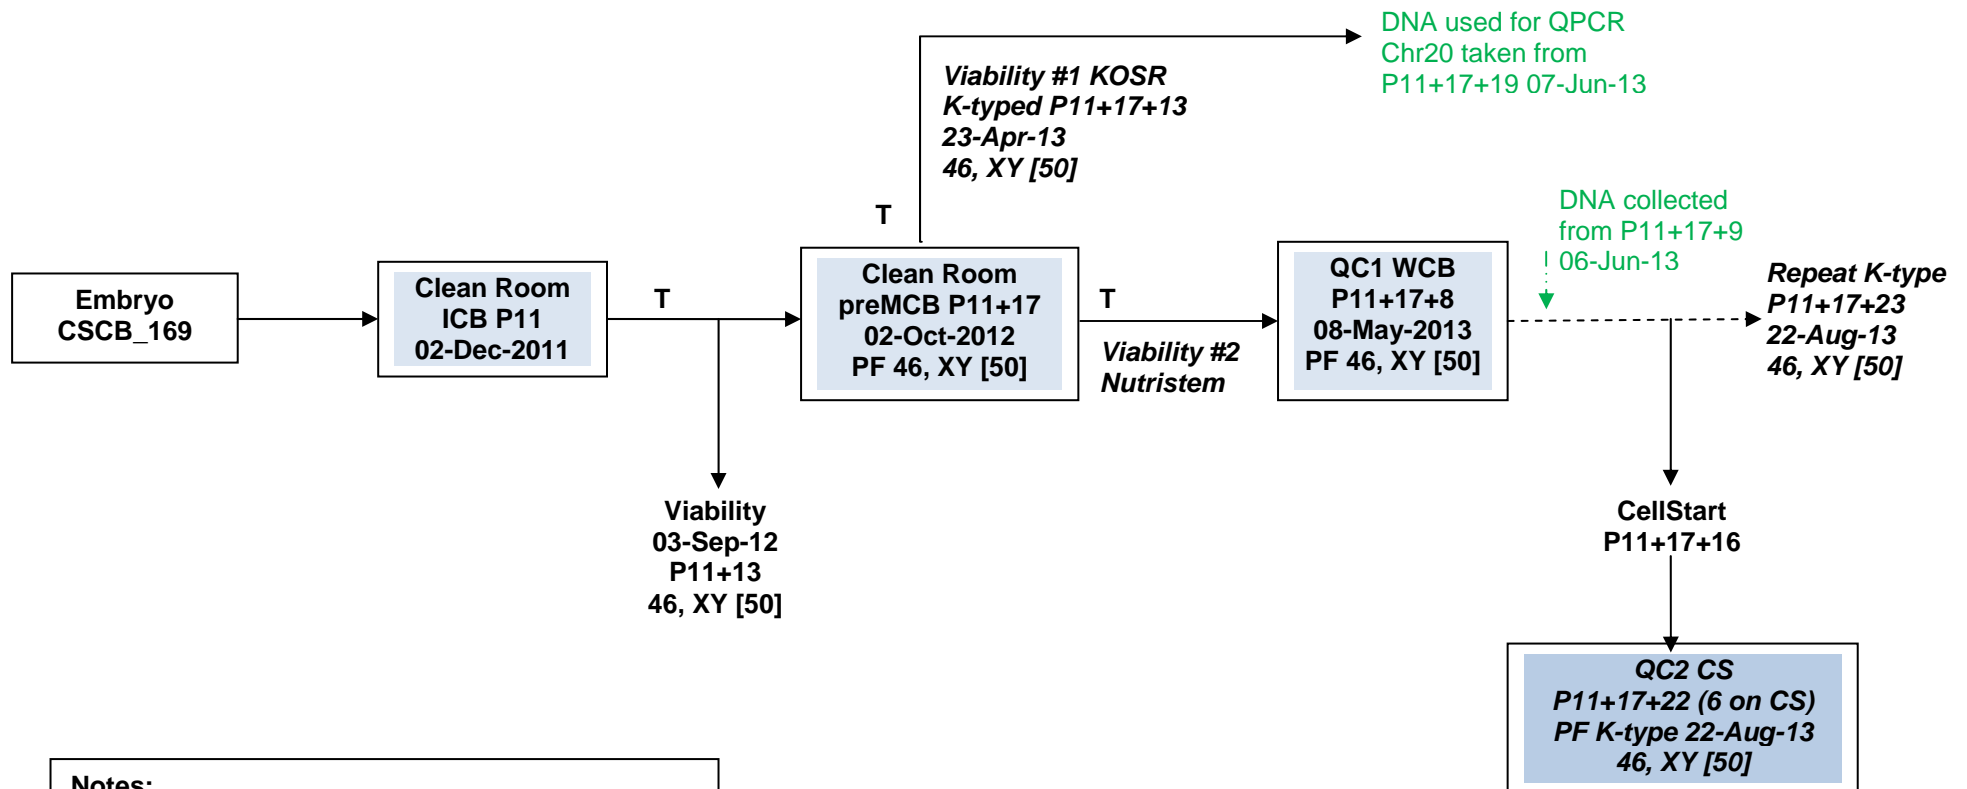 DNA used for QPCR
Chr20 taken from
P11+17+19 07-Jun-13
Viability #1 KOSR
K-typed P11+17+13
23-Apr-13
46, XY [50]
T
DNA collected
from P11+17+9
06-Jun-13
Embryo
CSCB_169
Clean Room
ICB P11
02-Dec-2011
T
Clean Room
preMCB P11+17
02-Oct-2012
PF 46, XY [50]
T
Viability #2
Nutristem
QC1 WCB
P11+17+8
08-May-2013
PF 46, XY [50]
Repeat K-type
P11+17+23
22-Aug-13
46, XY [50]
Viability
03-Sep-12
P11+13
46, XY [50]
CellStart
P11+17+16
QC2 CS
P11+17+22 (6 on CS)
PF K-type 22-Aug-13
46, XY [50]
Notes: